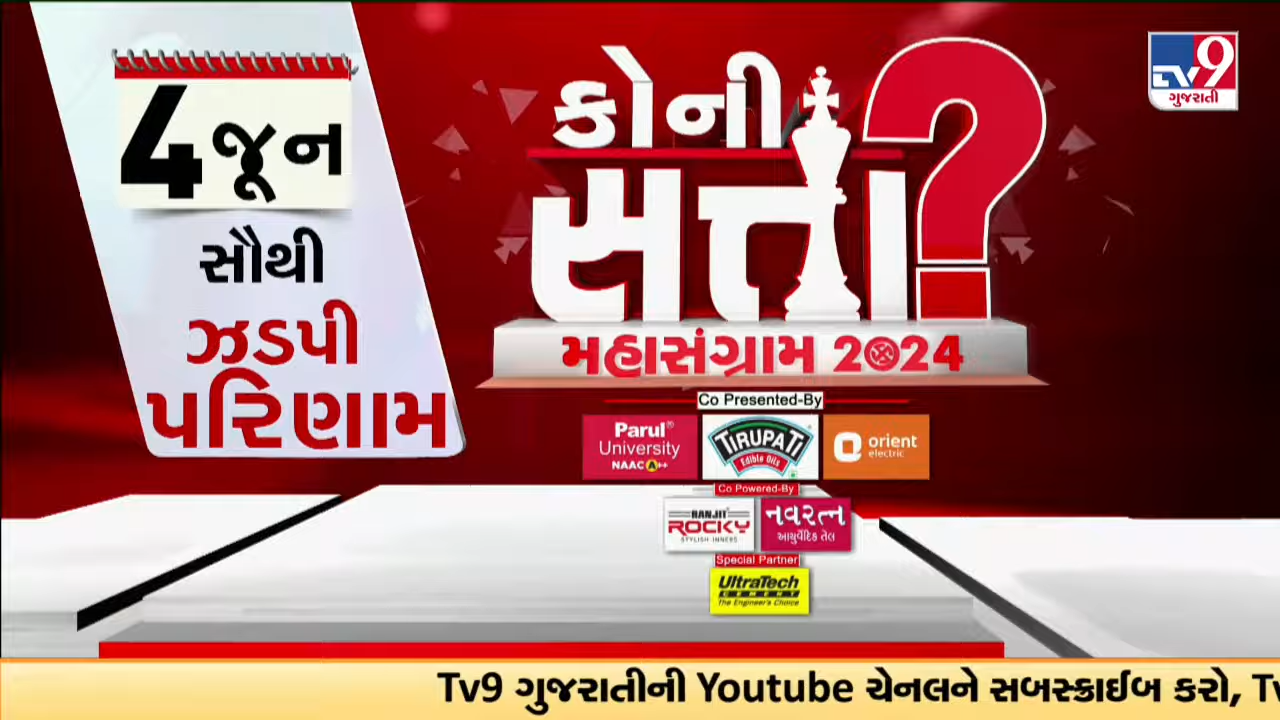 4 જૂન
સૌથી
ઝડપી
પરિણામ
કોની
સત્તા?
મહાસંગ્રામ 2024
TV9
ગુજરાતી
Co Presented-By
Parul®
University
NAAC A++
TIRUPATI
Edible Oils
orient
electric
Co Powered-By
RANJIT
ROCKY
STYLISH INNERS
નવરત્ન
આયુર્વેદિક તેલ
Special Partner
UltraTech
CEMENT
The Engineer's Choice
Tv9 ગુજરાતીની Youtube ચેનલને સબસ્ક્રાઈબ કરો, Tv